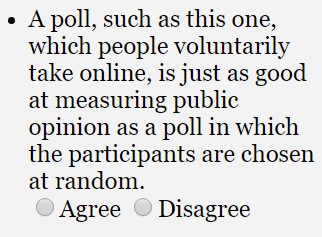 A poll, such as this one,
which people voluntarily
take online, is just as good
at measuring public
opinion as a poll in which
the participants are chosen
at random.
Agree Disagree